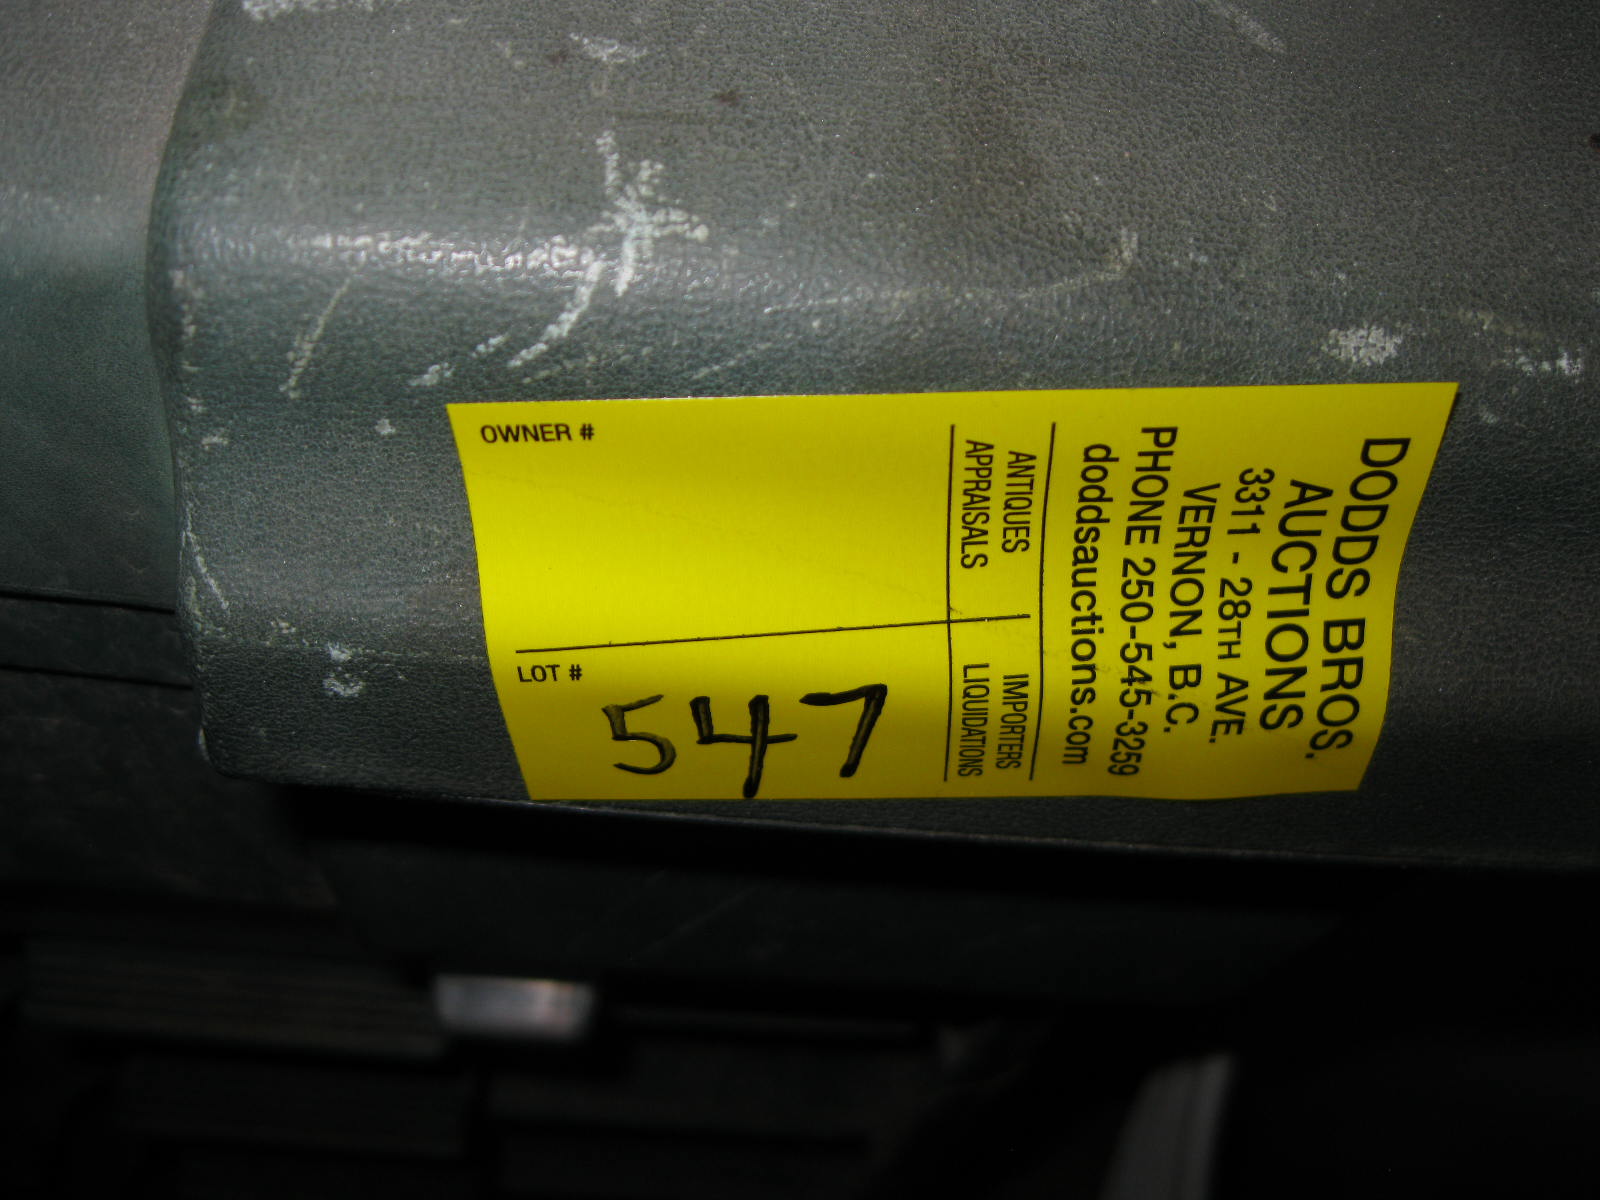 DODDS BROS.
AUCTIONS
3311 - 28TH AVE.
VERNON, B.C.
PHONE 250-545-3259
doddsauctions.com
ANTIQUES IMPORTERS
APPRAISALS LIQUIDATIONS
OWNER #
LOT #
547